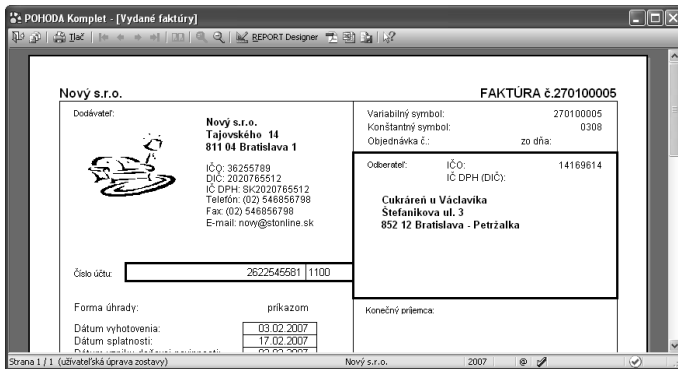 POHODA Komplet - [Vydané faktúry]
Tlač REPORT Designer
Nový s.r.o. FAKTÚRA č.270100005
Dodávateľ:
Nový s.r.o.
Tajovského 14
811 04 Bratislava 1
IČO: 36255789
DIČ: 2020765512
IČ DPH: SK2020765512
Telefón: (02) 546856798
Fax: (02) 546856798
E-mail: novy@stonline.sk
Variabilný symbol: 270100005
Konštantný symbol: 0308
Objednávka č.: zo dňa:
Odberateľ: IČO: 14169614
IČ DPH (DIČ):
Cukráreň u Václavíka
Štefanikova ul. 3
852 12 Bratislava - Petržalka
Číslo účtu: 2622545581 1100
Forma úhrady: príkazom
Konečný príjemca:
Dátum vyhotovenia: 03.02.2007
Dátum splatnosti: 17.02.2007
Strana 1 / 1 (užívateľská úprava zostavy) Nový s.r.o. 2007 @